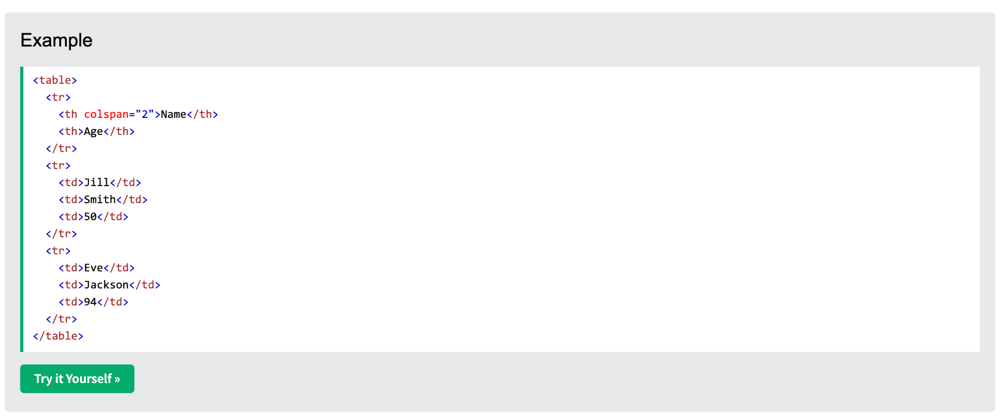 Example
<table>
  <tr>
    <th colspan="2">Name</th>
    <th>Age</th>
  </tr>
  <tr>
    <td>Jill</td>
    <td>Smith</td>
    <td>50</td>
  </tr>
  <tr>
    <td>Eve</td>
    <td>Jackson</td>
    <td>94</td>
  </tr>
</table>
Try it Yourself »